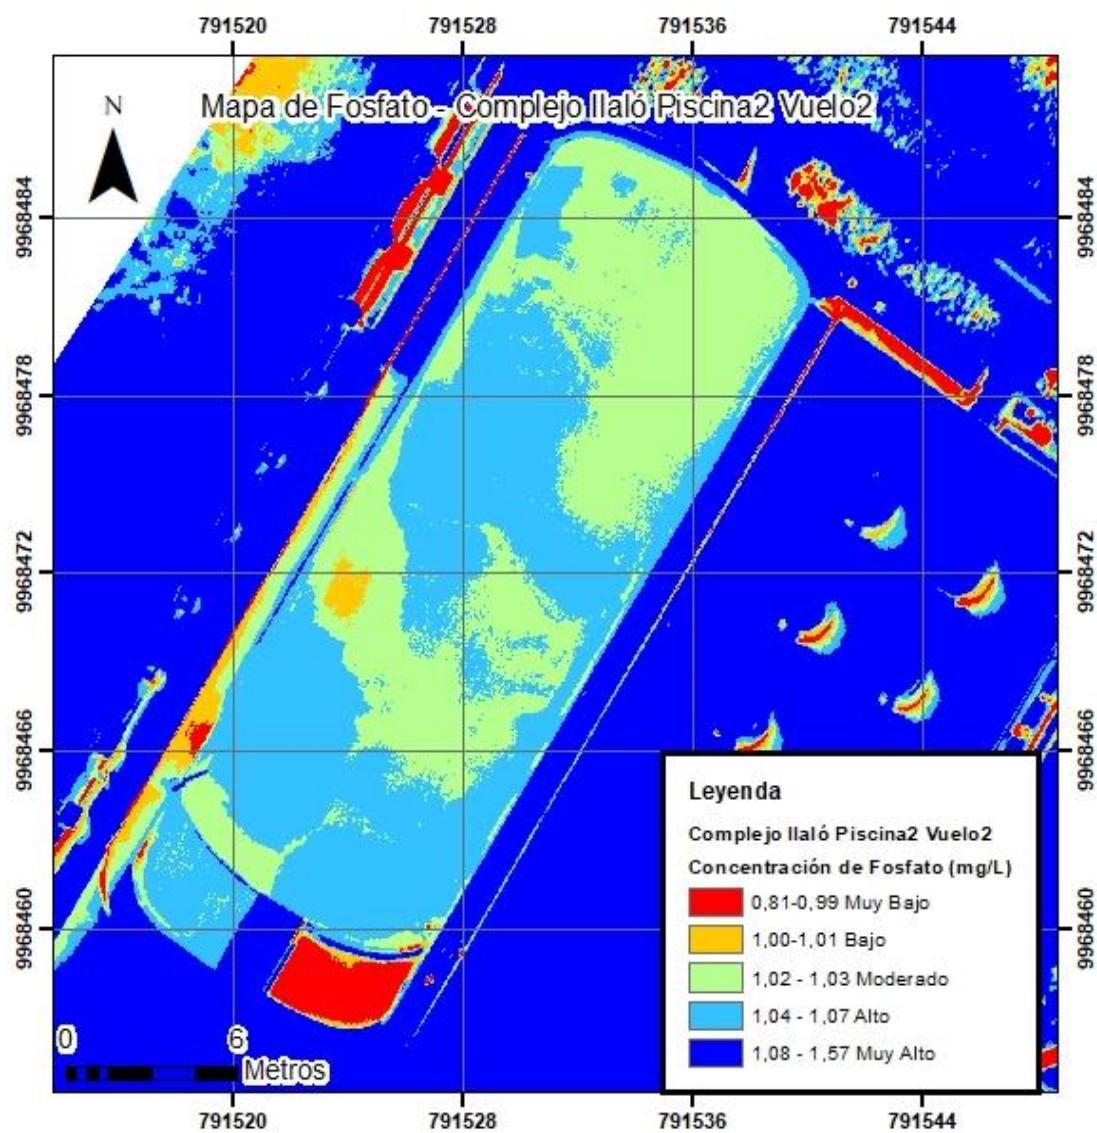 791520 791528 791536 791544
N
Mapa de Fosfato - Complejo Ilaló Piscina2 Vuelo2
9968484 9968484
9968478 9968478
9968472 9968472
9968466 9968466
Leyenda
Complejo Ilaló Piscina2 Vuelo2
Concentración de Fosfato (mg/L)
0,81-0,99 Muy Bajo
9968460 9968460
1,00-1,01 Bajo
1,02 - 1,03 Moderado
1,04 - 1,07 Alto
0 6
1,08 - 1,57 Muy Alto
Metros
791520 791528 791536 791544